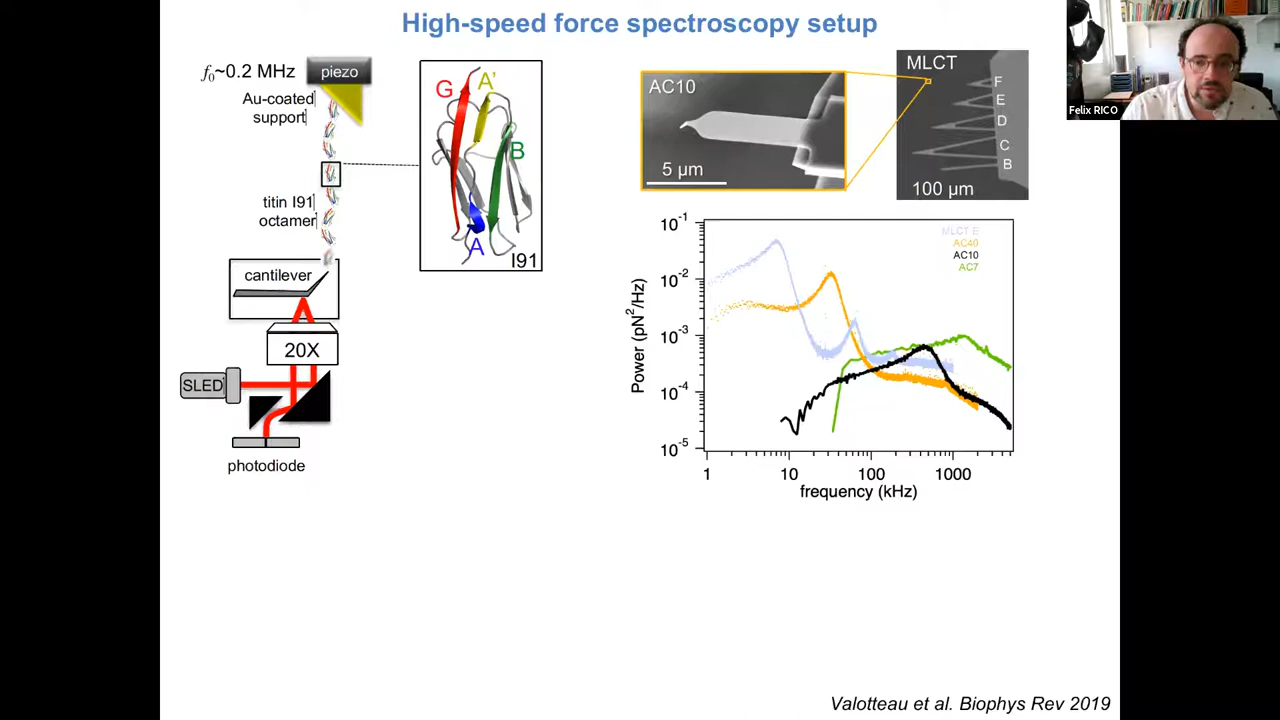 High-speed force spectroscopy setup
f₀~0.2 MHz
piezo
Au-coated
support
titin I91
octamer
cantilever
20X
SLED
photodiode
G
A'
B
A
I91
AC10
5 µm
MLCT
F
E
D
C
B
100 µm
Felix RICO
MLCT E
AC40
AC10
AC7
10⁻¹
10⁻²
10⁻³
10⁻⁴
10⁻⁵
Power (pN²/Hz)
1 10 100 1000
frequency (kHz)
Valotteau et al. Biophys Rev 2019